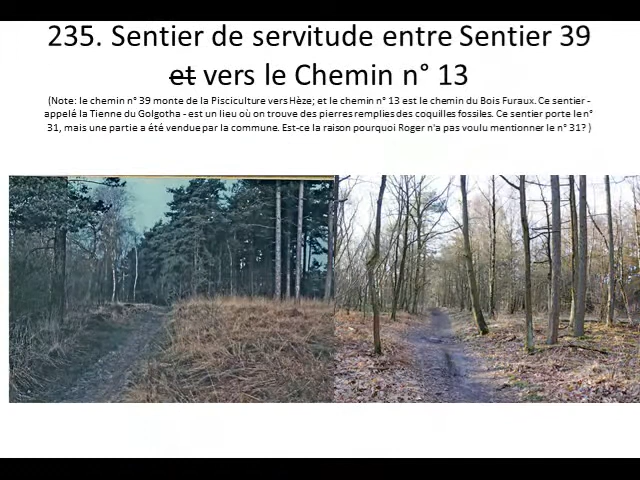 235. Sentier de servitude entre Sentier 39
et vers le Chemin n° 13
(Note: le chemin n° 39 monte de la Pisciculture vers Hèze; et le chemin n° 13 est le chemin du Bois Furaux. Ce sentier -
appelé la Tienne du Golgotha - est un lieu où on trouve des pierres remplies des coquilles fossiles. Ce sentier porte le n°
31, mais une partie a été vendue par la commune. Est-ce la raison pourquoi Roger n'a pas voulu mentionner le n° 31? )